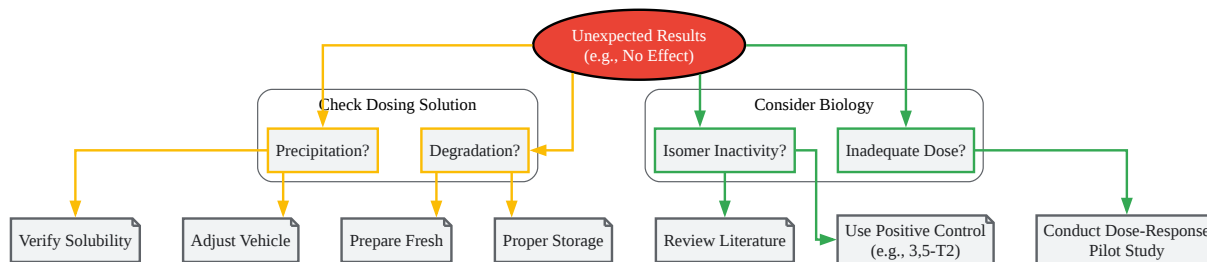 Unexpected Results
(e.g., No Effect)
Check Dosing Solution
Consider Biology
Precipitation?
Degradation?
Isomer Inactivity?
Inadequate Dose?
Verify Solubility
Adjust Vehicle
Prepare Fresh
Proper Storage
Review Literature
Use Positive Control
(e.g., 3,5-T2)
Conduct Dose-Response
Pilot Study